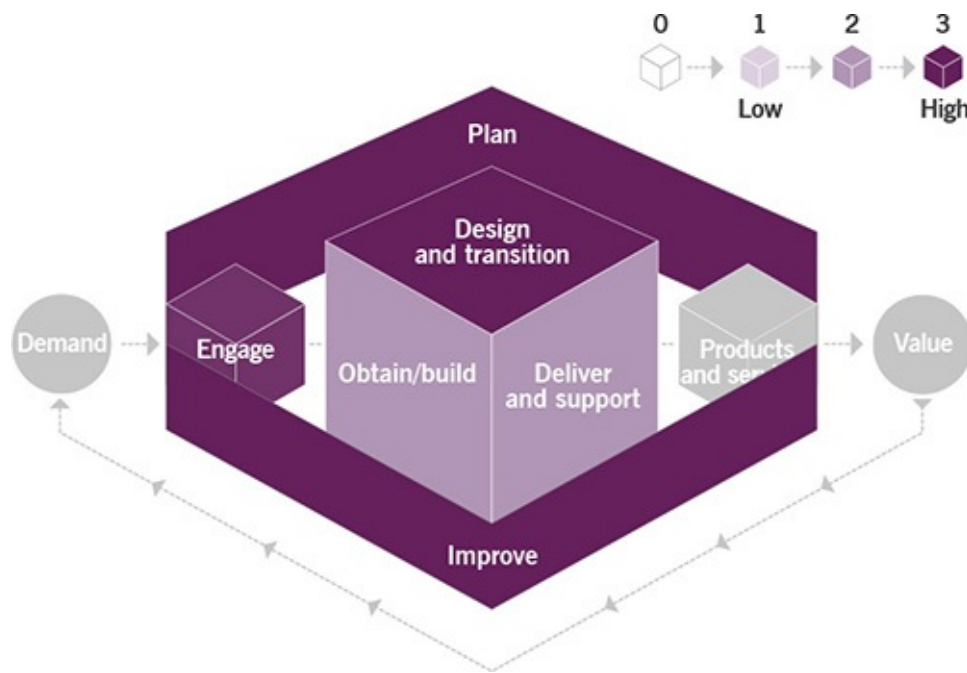 0 1 2 3
Low High
Plan
Design
and transition
Demand
Engage
Obtain/build
Deliver
and support
Products
and
Value
Improve